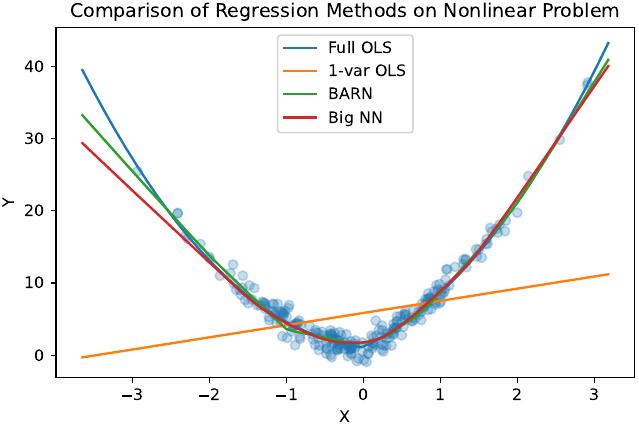 Comparison of Regression Methods on Nonlinear Problem
Full OLS
1-var OLS
BARN
Big NN
40
30
20
10
0
Y
−3
−2
−1
0
1
2
3
X